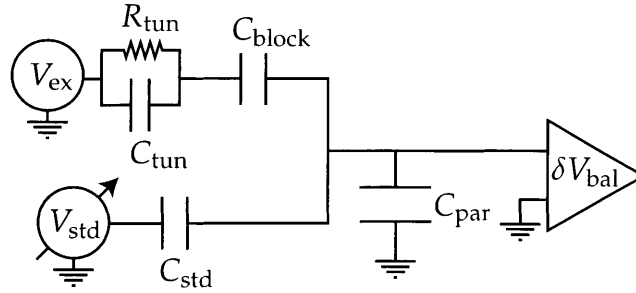 R_tun
C_block
V_ex
C_tun
δV_bal
V_std
C_par
C_std